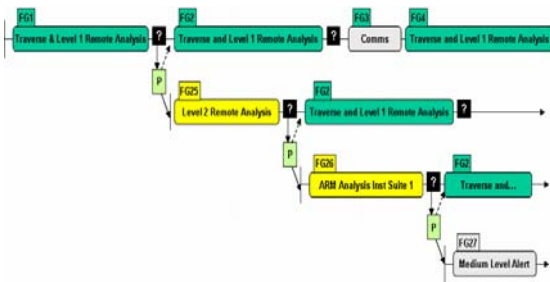 FG1
FG2
FG3
FG4
Traverse & Level 1 Remote Analysis
?
Traverse and Level 1 Remote Analysis
?
Comms
Traverse and Level 1 Remote Analysis
P
FG25
FG2
Level 2 Remote Analysis
?
Traverse and Level 1 Remote Analysis
?
P
FG26
FG2
ARM Analysis Inst Suite 1
?
Traverse and...
P
FG27
Medium Level Alert